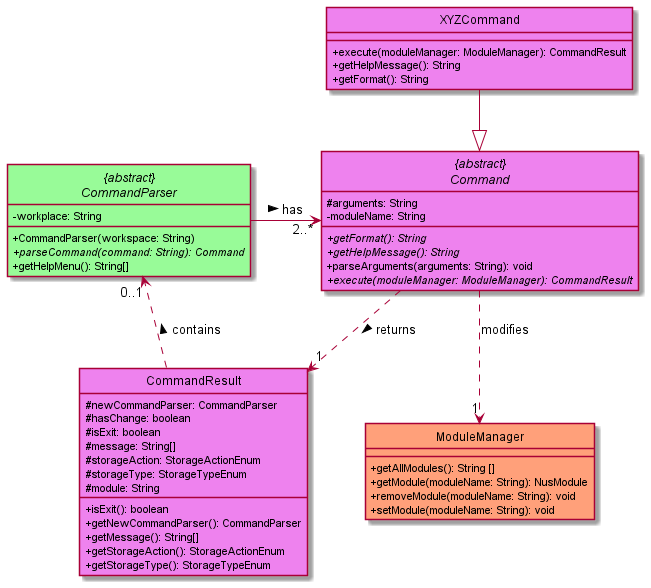 XYZCommand
+execute(moduleManager: ModuleManager): CommandResult
+getHelpMessage(): String
+getFormat(): String
{abstract}
CommandParser
-workplace: String
+CommandParser(workspace: String)
+parseCommand(command: String): Command
+getHelpMenu(): String[]
has
2..*
{abstract}
Command
#arguments: String
-moduleName: String
+getFormat(): String
+getHelpMessage(): String
+parseArguments(arguments: String): void
+execute(moduleManager: ModuleManager): CommandResult
0..1
contains
returns
1
modifies
1
CommandResult
#newCommandParser: CommandParser
#hasChange: boolean
#isExit: boolean
#message: String[]
#storageAction: StorageActionEnum
#storageType: StorageTypeEnum
#module: String
+isExit(): boolean
+getNewCommandParser(): CommandParser
+getMessage(): String[]
+getStorageAction(): StorageActionEnum
+getStorageType(): StorageTypeEnum
ModuleManager
+getAllModules(): String []
+getModule(moduleName: String): NusModule
+removeModule(moduleName: String): void
+setModule(moduleName: String): void